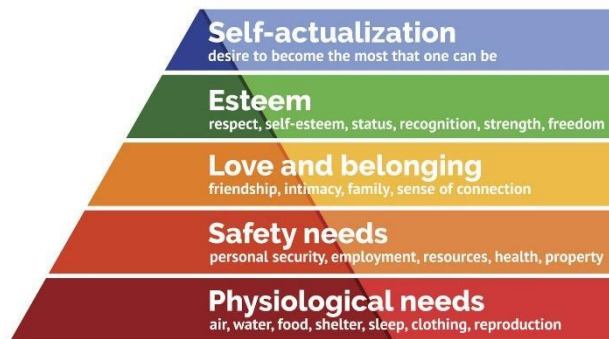 Self-actualization
desire to become the most that one can be
Esteem
respect, self-esteem, status, recognition, strength, freedom
Love and belonging
friendship, intimacy, family, sense of connection
Safety needs
personal security, employment, resources, health, property
Physiological needs
air, water, food, shelter, sleep, clothing, reproduction